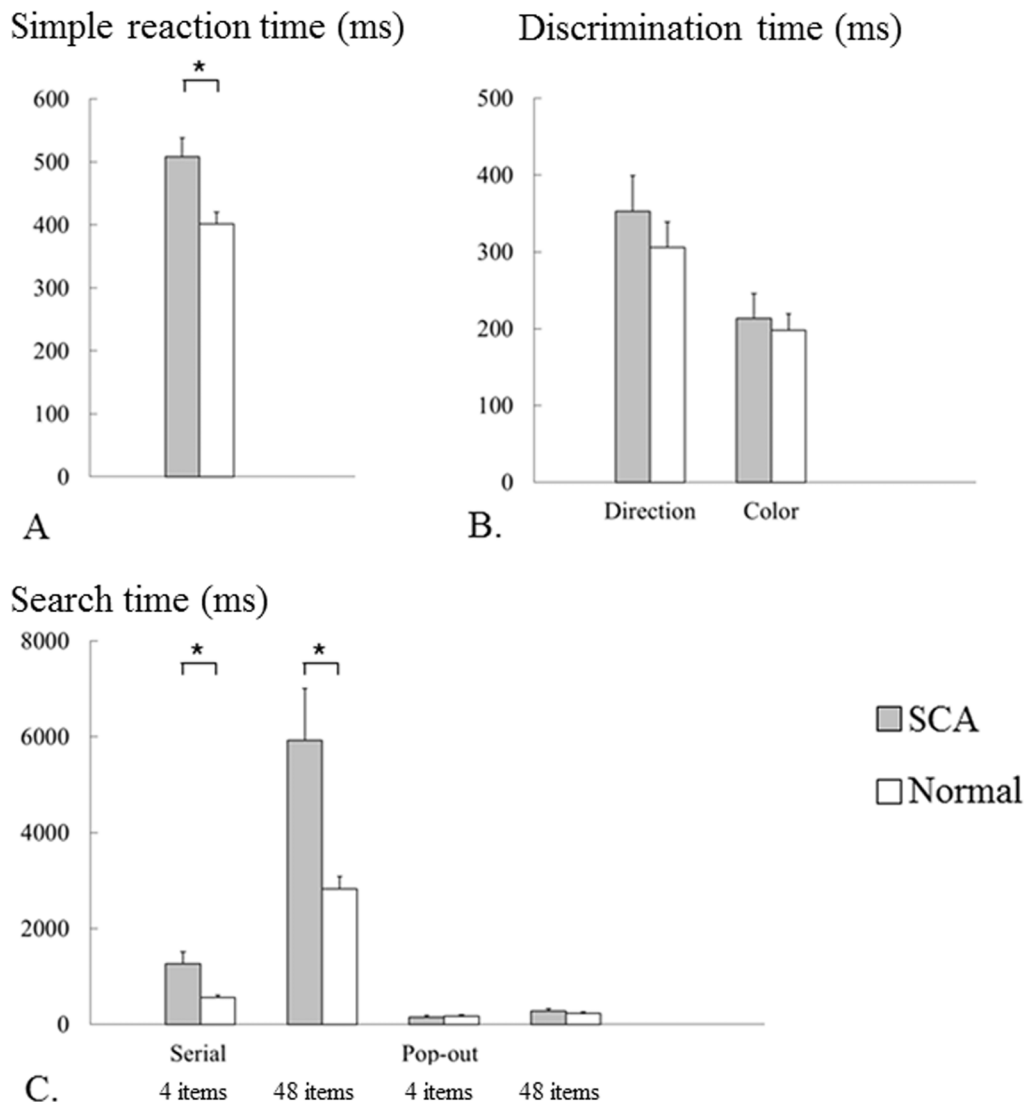 Simple reaction time (ms)
*
600
500
400
300
200
100
0
A
Discrimination time (ms)
500
400
300
200
100
0
Direction Color
B.
Search time (ms)
* *
8000
6000
4000
2000
0
Serial Pop-out
4 items 48 items 4 items 48 items
C.
SCA
Normal